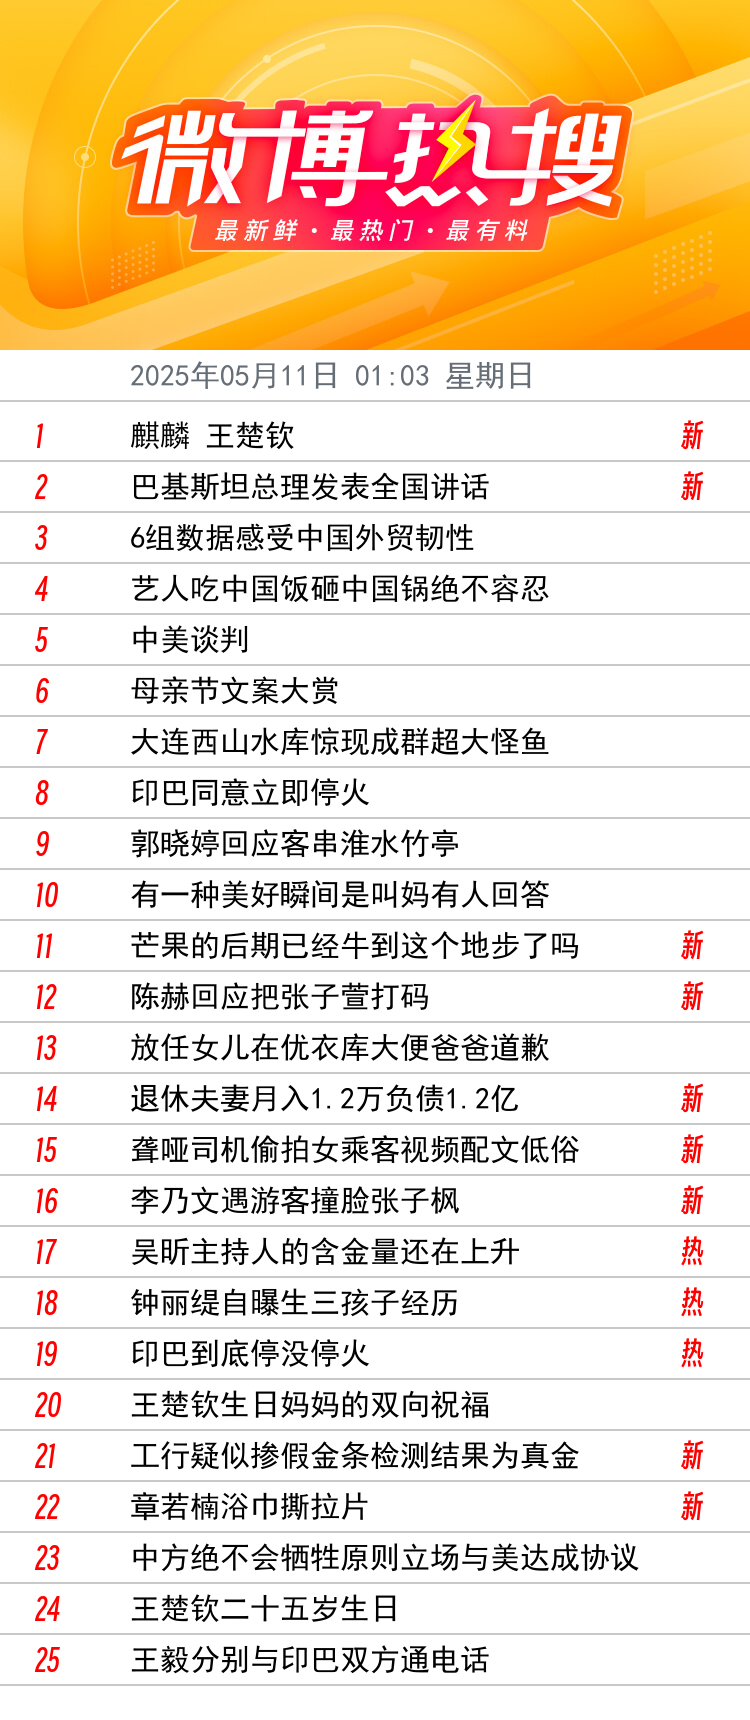 微博热搜
最新鲜·最热门·最有料
2025年05月11日 01:03 星期日
1 麒麟 王楚钦 新
2 巴基斯坦总理发表全国讲话 新
3 6组数据感受中国外贸韧性
4 艺人吃中国饭砸中国锅绝不容忍
5 中美谈判
6 母亲节文案大赏
7 大连西山水库惊现成群超大怪鱼
8 印巴同意立即停火
9 郭晓婷回应客串淮水竹亭
10 有一种美好瞬间是叫妈有人回答
11 芒果的后期已经牛到这个地步了吗 新
12 陈赫回应把张子萱打码 新
13 放任女儿在优衣库大便爸爸道歉
14 退休夫妻月入1.2万负债1.2亿 新
15 聋哑司机偷拍女乘客视频配文低俗 新
16 李乃文遇游客撞脸张子枫 新
17 吴昕主持人的含金量还在上升 热
18 钟丽缇自曝生三孩子经历 热
19 印巴到底停没停火 热
20 王楚钦生日妈妈的双向祝福
21 工行疑似掺假金条检测结果为真金 新
22 章若楠浴巾撕拉片 新
23 中方绝不会牺牲原则立场与美达成协议
24 王楚钦二十五岁生日
25 王毅分别与印巴双方通电话